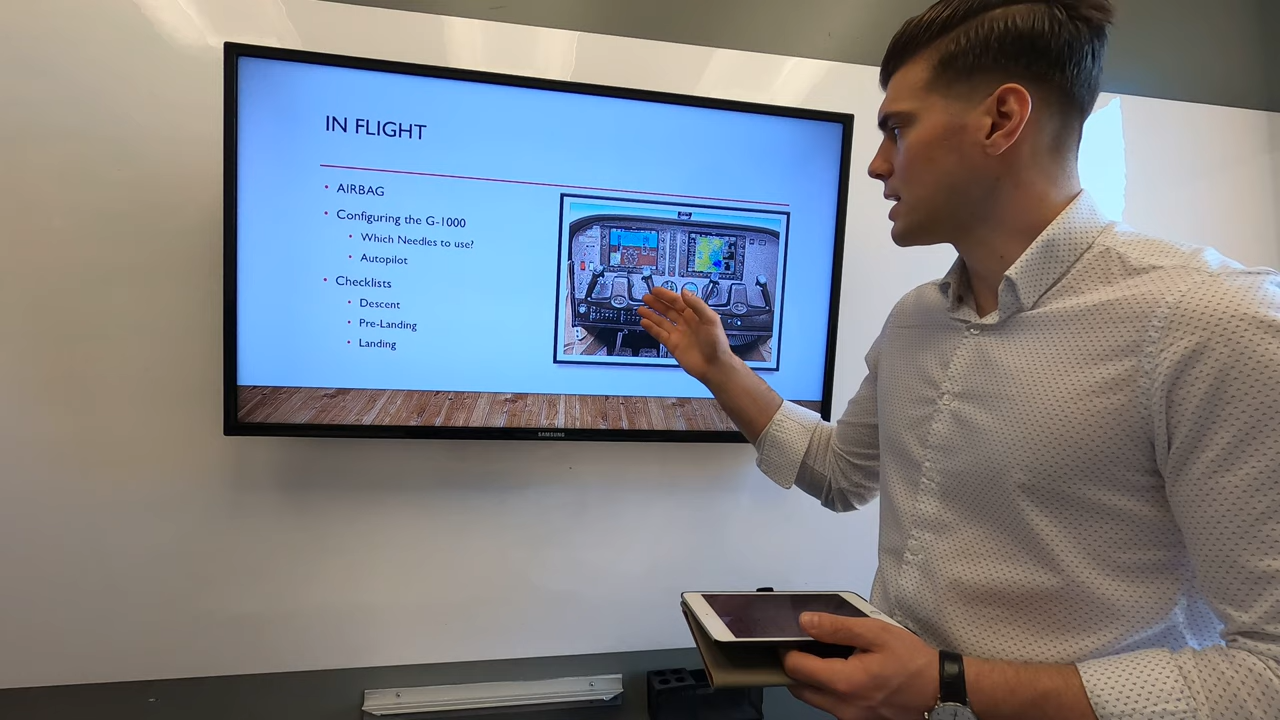 IN FLIGHT
• AIRBAG
• Configuring the G-1000
• Which Needles to use?
• Autopilot
• Checklists
• Descent
• Pre-Landing
• Landing
SAMSUNG